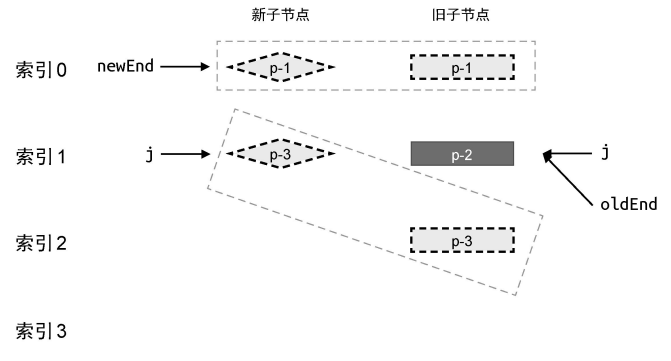 新子节点 旧子节点
索引0 newEnd p-1 p-1
索引1 j p-3 p-2 j
oldEnd
索引2 p-3
索引3